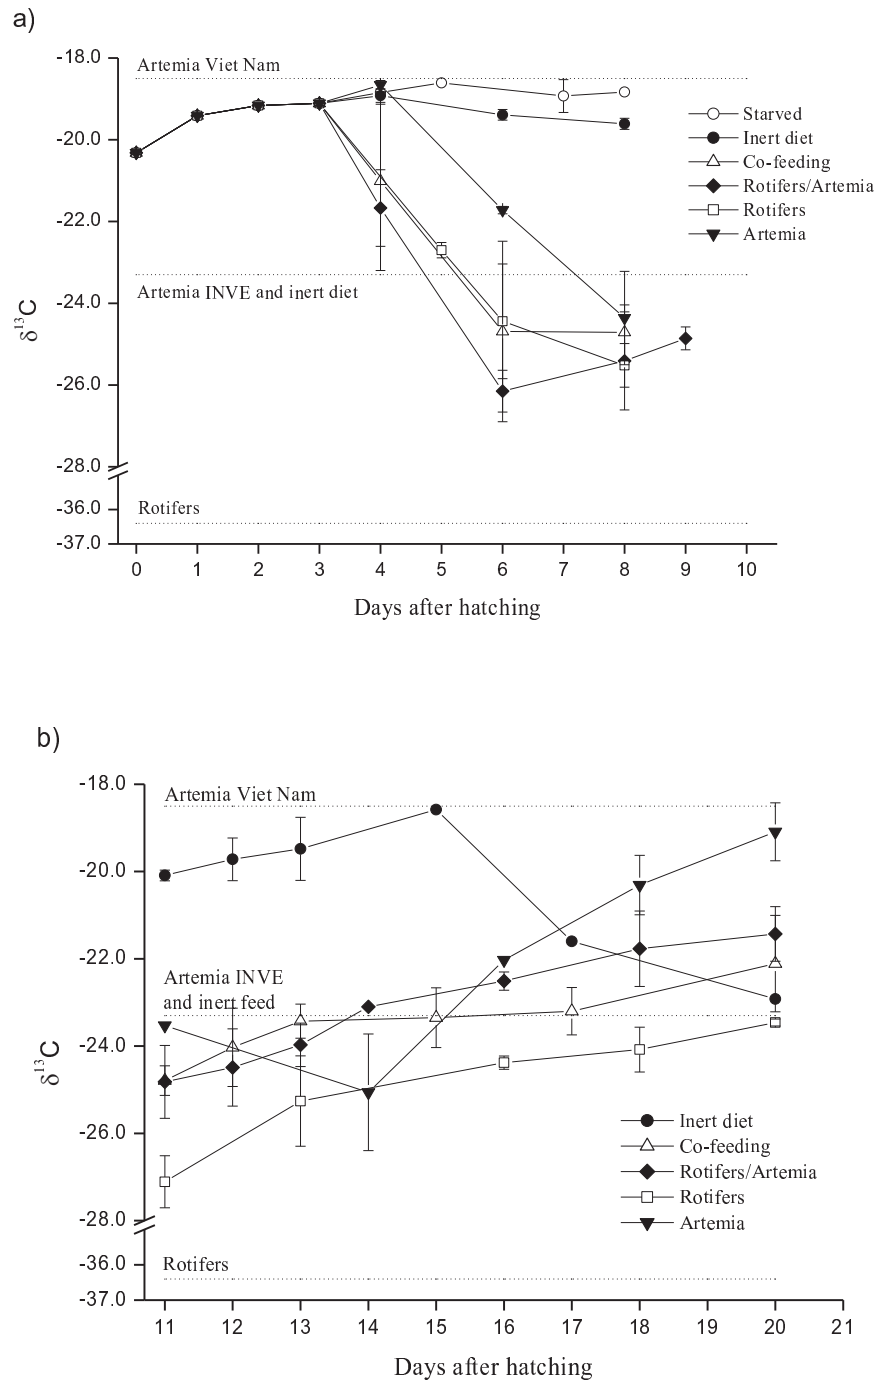 a)
-18.0
Artemia Viet Nam
Starved
Inert diet
Co-feeding
Rotifers/Artemia
Rotifers
Artemia
-20.0
-22.0
Artemia INVE and inert diet
-24.0
δ¹³C
-26.0
-28.0
Rotifers
-36.0
-37.0
0 1 2 3 4 5 6 7 8 9 10
Days after hatching
b)
-18.0
Artemia Viet Nam
-20.0
-22.0
Artemia INVE
and inert feed
-24.0
δ¹³C
-26.0
Inert diet
Co-feeding
Rotifers/Artemia
Rotifers
Artemia
-28.0
Rotifers
-36.0
-37.0
11 12 13 14 15 16 17 18 19 20 21
Days after hatching